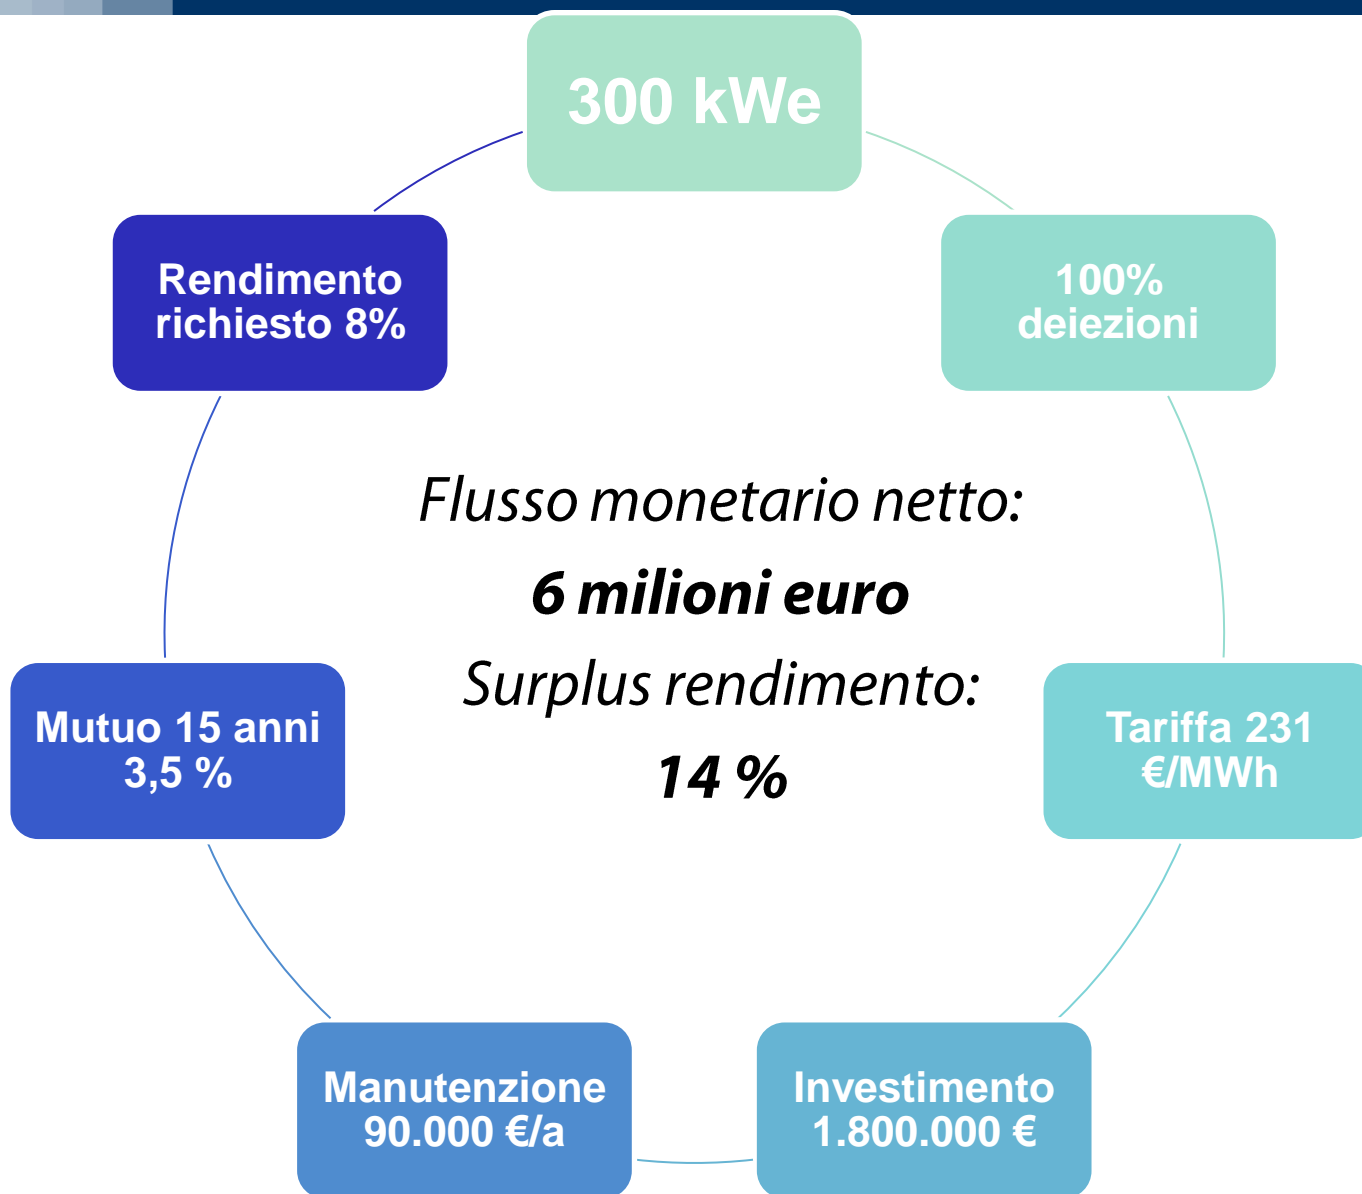 300 kWe
Rendimento
richiesto 8%
100%
deiezioni
Flusso monetario netto:
6 milioni euro
Surplus rendimento:
14 %
Mutuo 15 anni
3,5 %
Tariffa 231
€/MWh
Manutenzione
90.000 €/a
Investimento
1.800.000 €